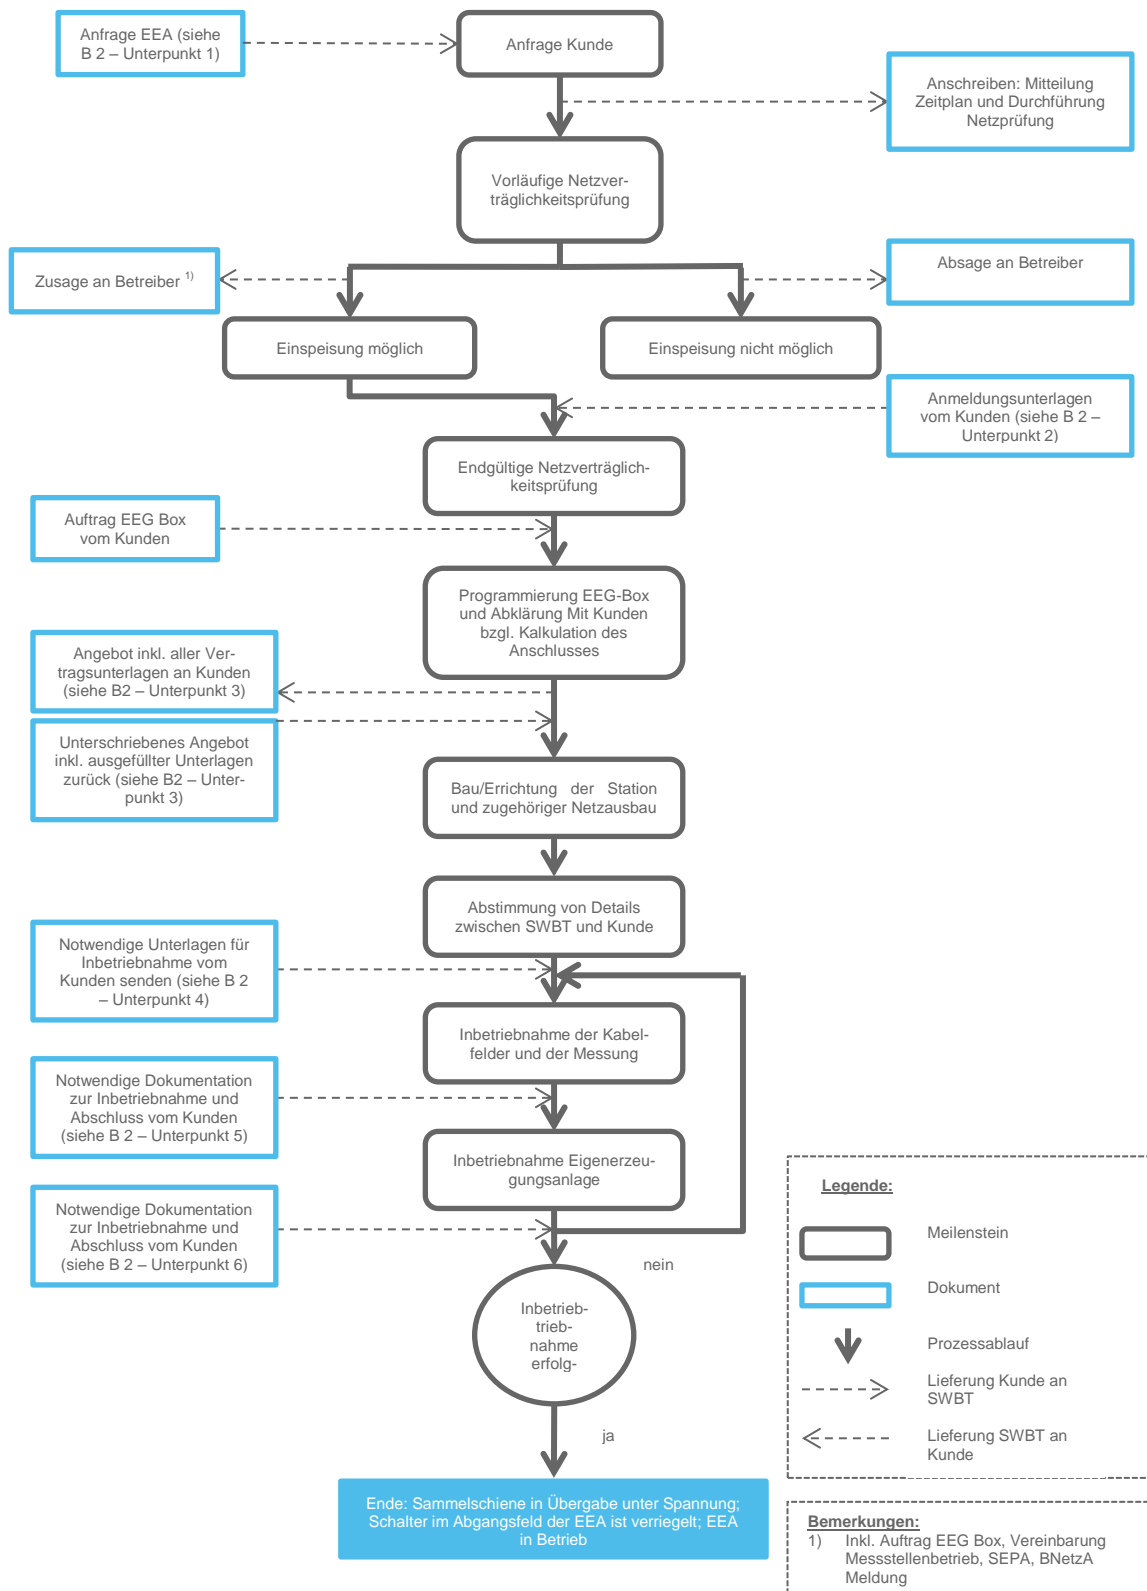 Anfrage EEA (siehe
B 2 – Unterpunkt 1)
Anfrage Kunde
Anschreiben: Mitteilung
Zeitplan und Durchführung
Netzprüfung
Vorläufige Netzver-
träglichkeitsprüfung
Zusage an Betreiber 1)
Absage an Betreiber
Einspeisung möglich
Einspeisung nicht möglich
Anmeldungsunterlagen
vom Kunden (siehe B 2 –
Unterpunkt 2)
Endgültige Netzverträglich-
keitsprüfung
Auftrag EEG Box
vom Kunden
Programmierung EEG-Box
und Abklärung Mit Kunden
bzgl. Kalkulation des
Anschlusses
Angebot inkl. aller Ver-
tragsunterlagen an Kunden
(siehe B2 – Unterpunkt 3)
Unterschriebenes Angebot
inkl. ausgefüllter Unterlagen
zurück (siehe B2 – Unter-
punkt 3)
Bau/Errichtung der Station
und zugehöriger Netzausbau
Abstimmung von Details
zwischen SWBT und Kunde
Notwendige Unterlagen für
Inbetriebnahme vom
Kunden senden (siehe B 2
– Unterpunkt 4)
Inbetriebnahme der Kabel-
felder und der Messung
Notwendige Dokumentation
zur Inbetriebnahme und
Abschluss vom Kunden
(siehe B 2 – Unterpunkt 5)
Inbetriebnahme Eigenerzeu-
gungsanlage
Notwendige Dokumentation
zur Inbetriebnahme und
Abschluss vom Kunden
(siehe B 2 – Unterpunkt 6)
nein
Inbetrieb-
trieb-
nahme
erfolg-
ja
Ende: Sammelschiene in Übergabe unter Spannung;
Schalter im Abgangsfeld der EEA ist verriegelt; EEA
in Betrieb
Legende:
Meilenstein
Dokument
Prozessablauf
Lieferung Kunde an
SWBT
Lieferung SWBT an
Kunde
Bemerkungen:
1) Inkl. Auftrag EEG Box, Vereinbarung
Messstellenbetrieb, SEPA, BNetzA
Meldung